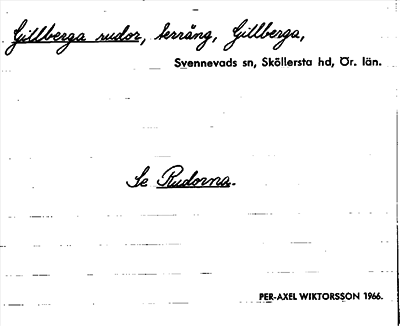 Gillberga rudor, terräng, Gillberga,
Svennevads sn, Sköllersta hd, Ör. län.
Se Rudorna.
PER-AXEL WIKTORSSON 1966.